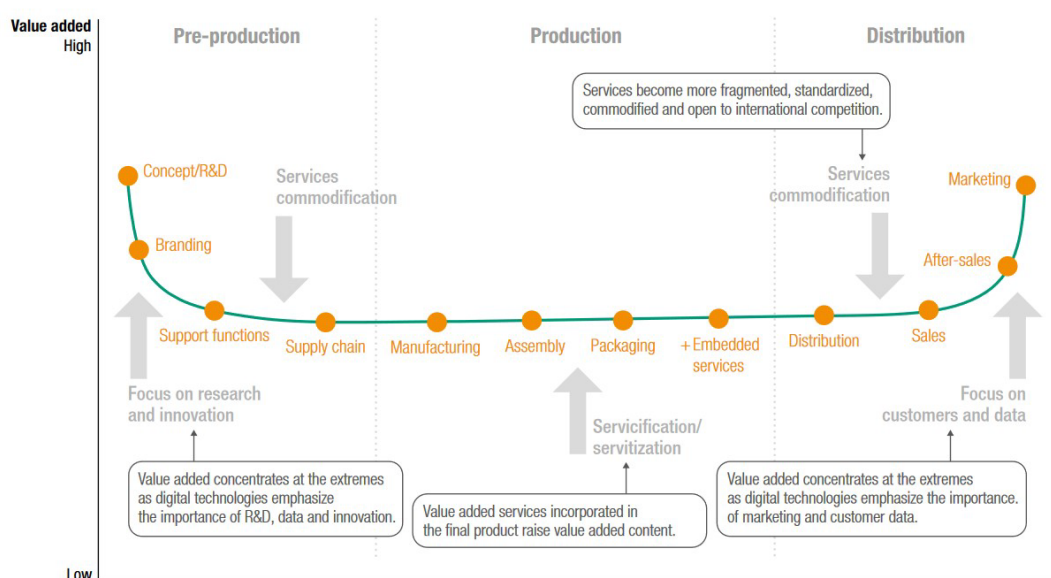 Value added
High
Pre-production
Production
Distribution
Services become more fragmented, standardized,
commodified and open to international competition.
Concept/R&D
Services
commodification
Services
commodification
Marketing
Branding
After-sales
Support functions
Supply chain
Manufacturing
Assembly
Packaging
+ Embedded
services
Distribution
Sales
Focus on research
and innovation
Servicification/
servitization
Focus on
customers and data
Value added concentrates at the extremes
as digital technologies emphasize
the importance of R&D, data and innovation.
Value added services incorporated in
the final product raise value added content.
Value added concentrates at the extremes
as digital technologies emphasize the importance.
of marketing and customer data.
Low